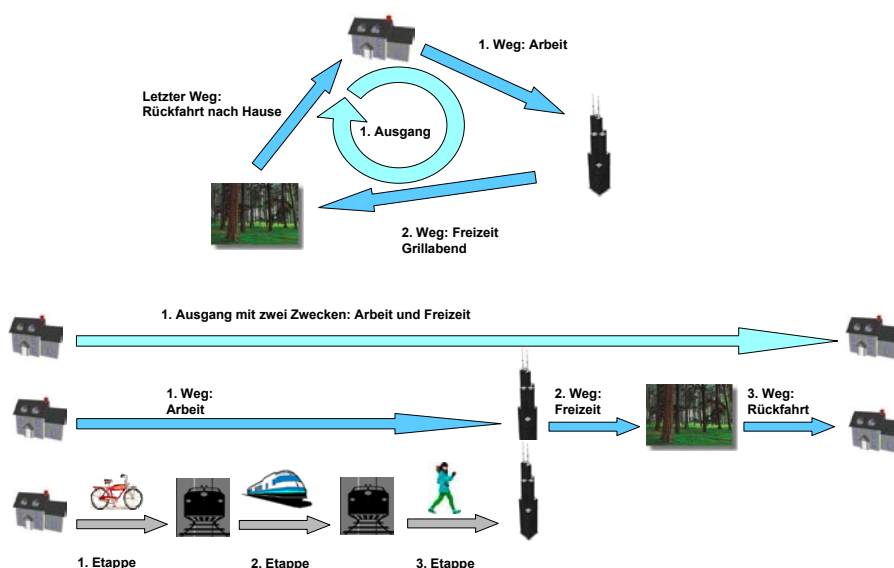 1. Weg: Arbeit
Letzter Weg:
Rückfahrt nach Hause
1. Ausgang
2. Weg: Freizeit
Grillabend
1. Ausgang mit zwei Zwecken: Arbeit und Freizeit
1. Weg:
Arbeit
2. Weg:
Freizeit
3. Weg:
Rückfahrt
1. Etappe
2. Etappe
3. Etappe